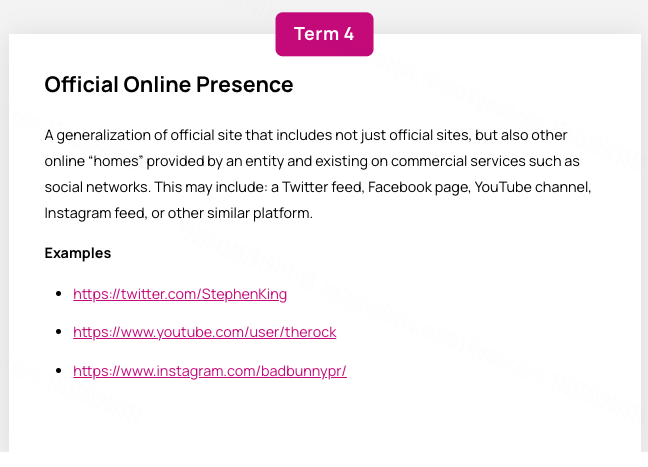 Term 4
Official Online Presence
A generalization of official site that includes not just official sites, but also other
online “homes” provided by an entity and existing on commercial services such as
social networks. This may include: a Twitter feed, Facebook page, YouTube channel,
Instagram feed, or other similar platform.
Examples
https://twitter.com/StephenKing
https://www.youtube.com/user/therock
https://www.instagram.com/badbunnypr/